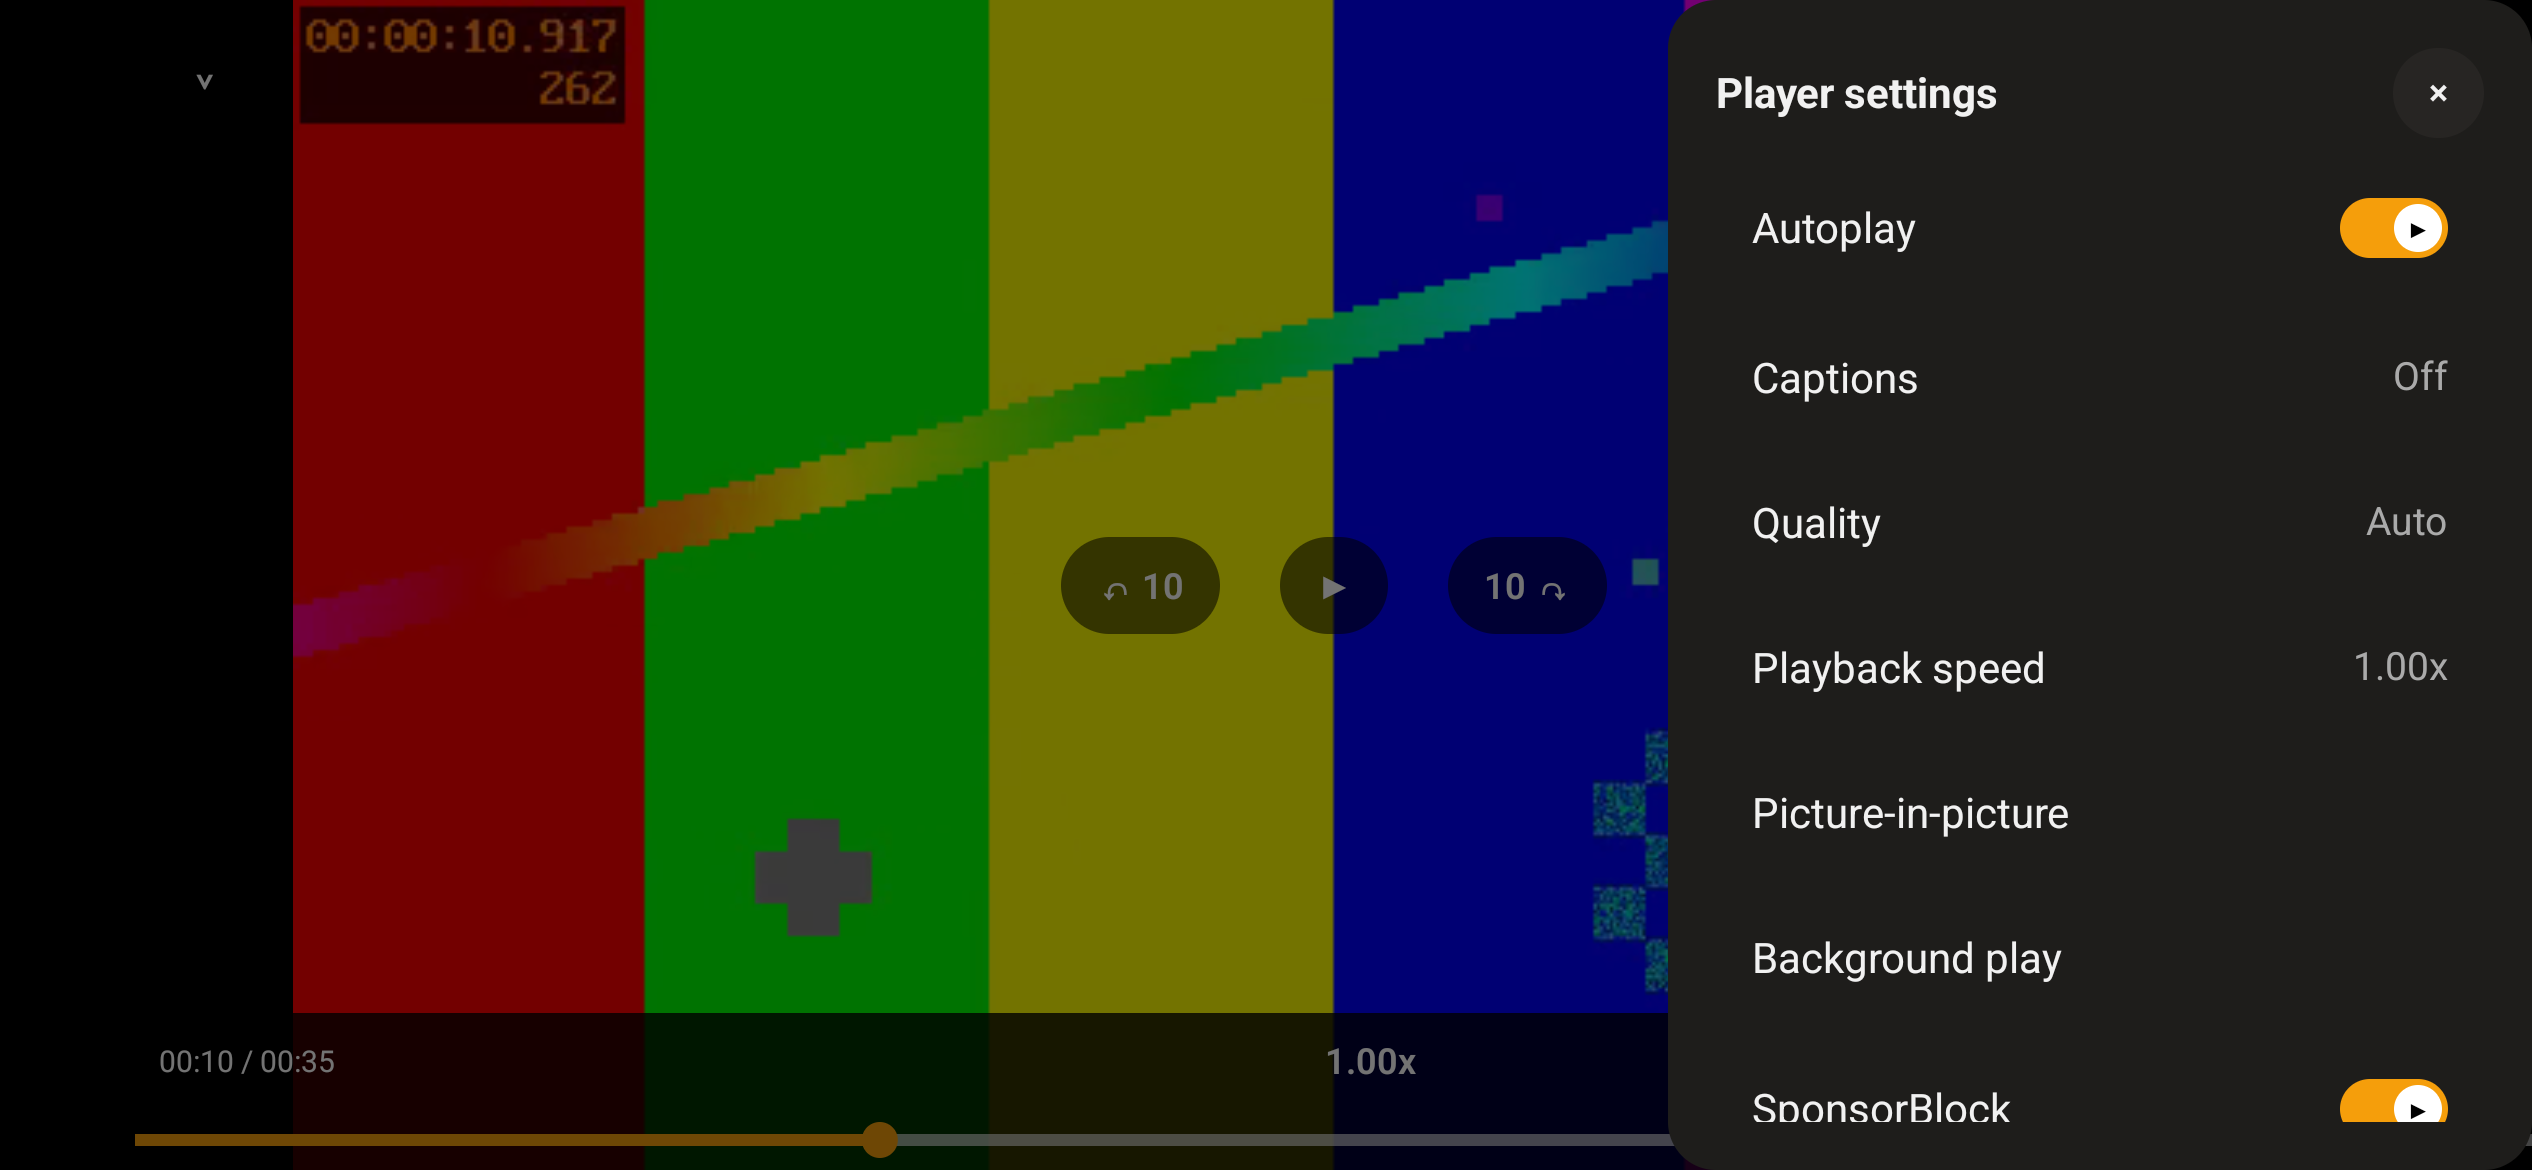 00:00:10.917
262
Player settings
Autoplay
Captions
Off
Quality
Auto
Playback speed
1.00x
Picture-in-picture
Background play
SponsorBlock
10
10
00:10 / 00:35
1.00x